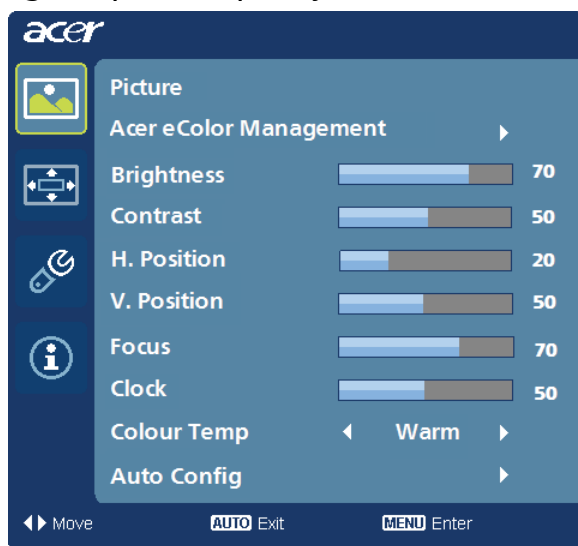 acer
Picture
Acer eColor Management
Brightness 70
Contrast 50
H. Position 20
V. Position 50
Focus 70
Clock 50
Colour Temp Warm
Auto Config
Move AUTO Exit MENU Enter